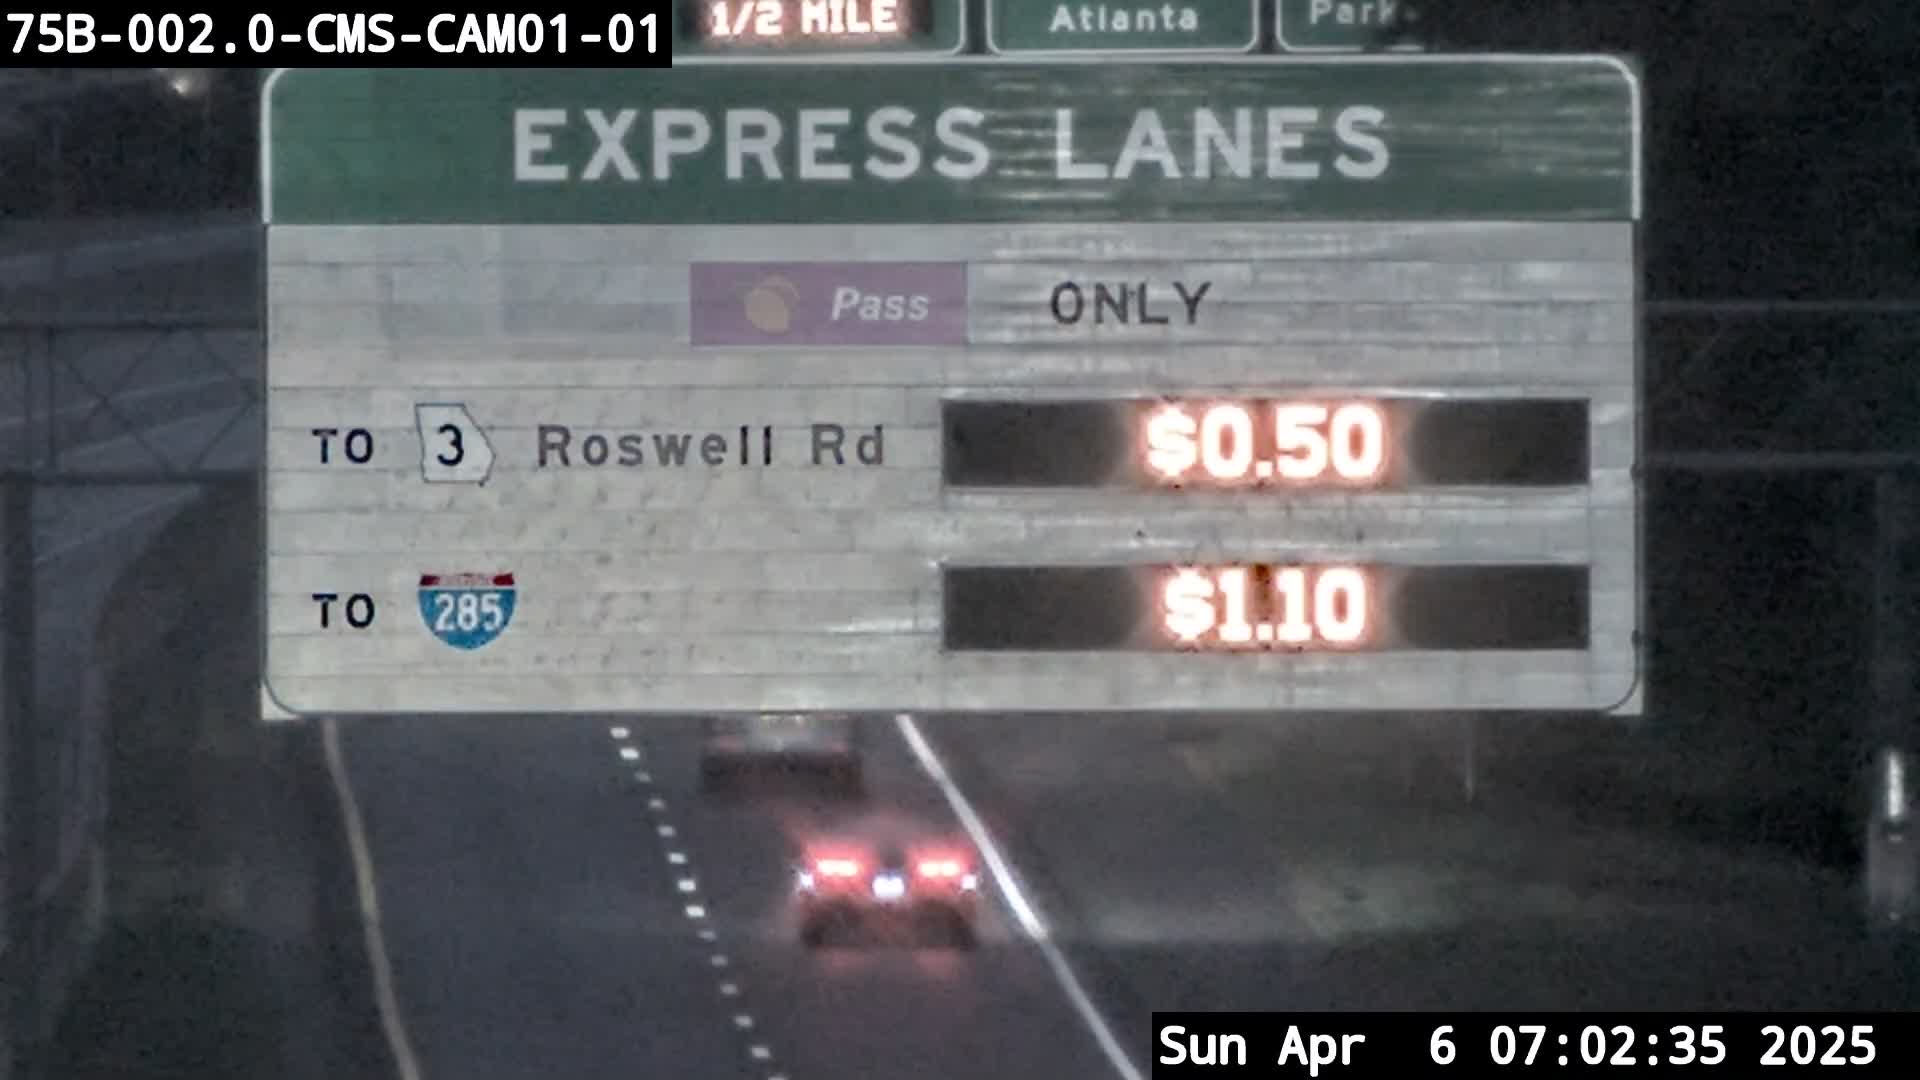 75B-002.0-CMS-CAM01-01
1/2 MILE
Atlanta
Park
EXPRESS LANES
Pass ONLY
TO 3 Roswell Rd $0.50
TO 285 $1.10
Sun Apr 6 07:02:35 2025